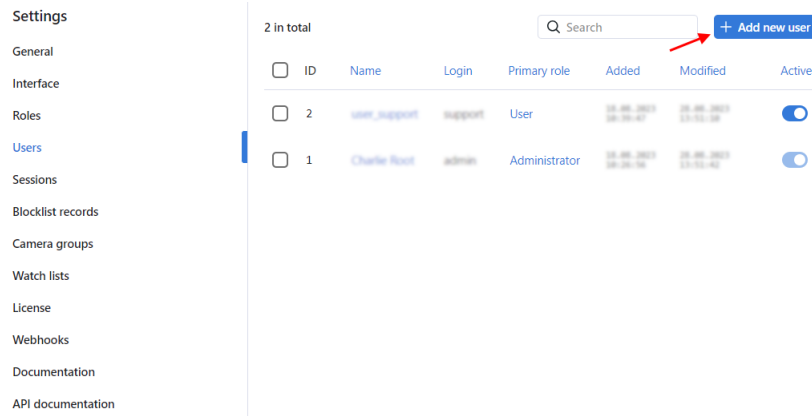 Settings
General
Interface
Roles
Users
Sessions
Blocklist records
Camera groups
Watch lists
License
Webhooks
Documentation
API documentation
2 in total
Search
+ Add new user
ID Name Login Primary role Added Modified Active
2 user_support support User
1 Charlie Root admin Administrator